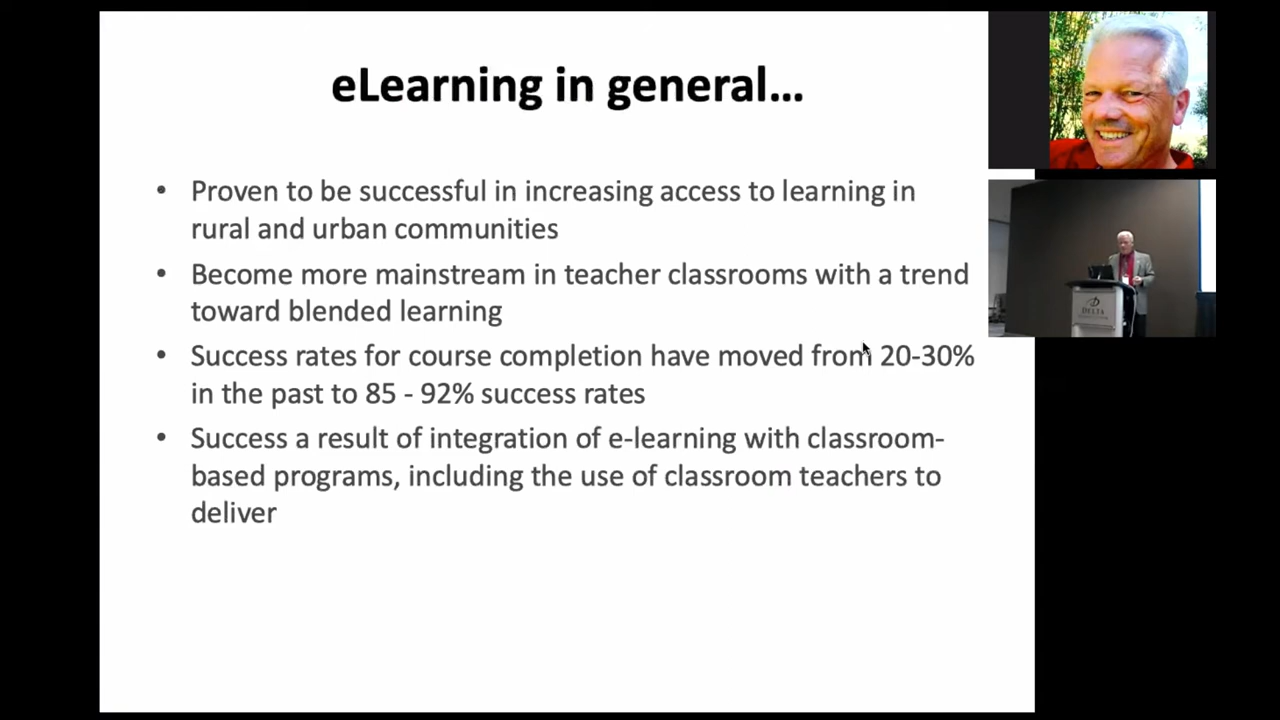 eLearning in general...
• Proven to be successful in increasing access to learning in
rural and urban communities
• Become more mainstream in teacher classrooms with a trend
toward blended learning
• Success rates for course completion have moved from 20-30%
in the past to 85 - 92% success rates
• Success a result of integration of e-learning with classroom-
based programs, including the use of classroom teachers to
deliver
DELTA